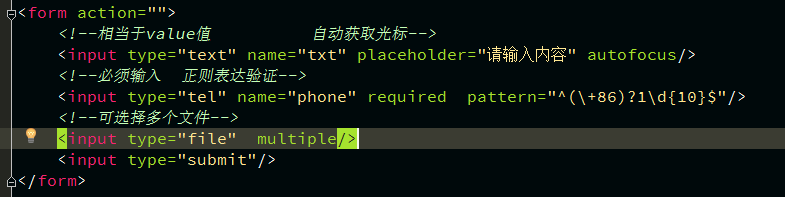 <form action="">
    <!--相当于value值          自动获取光标-->
    <input type="text" name="txt" placeholder="请输入内容" autofocus/>
    <!--必须输入  正则表达验证-->
    <input type="tel" name="phone" required  pattern="^(\+86)?1\d{10}$"/>
    <!--可选择多个文件-->
    <input type="file"  multiple/>
    <input type="submit"/>
</form>